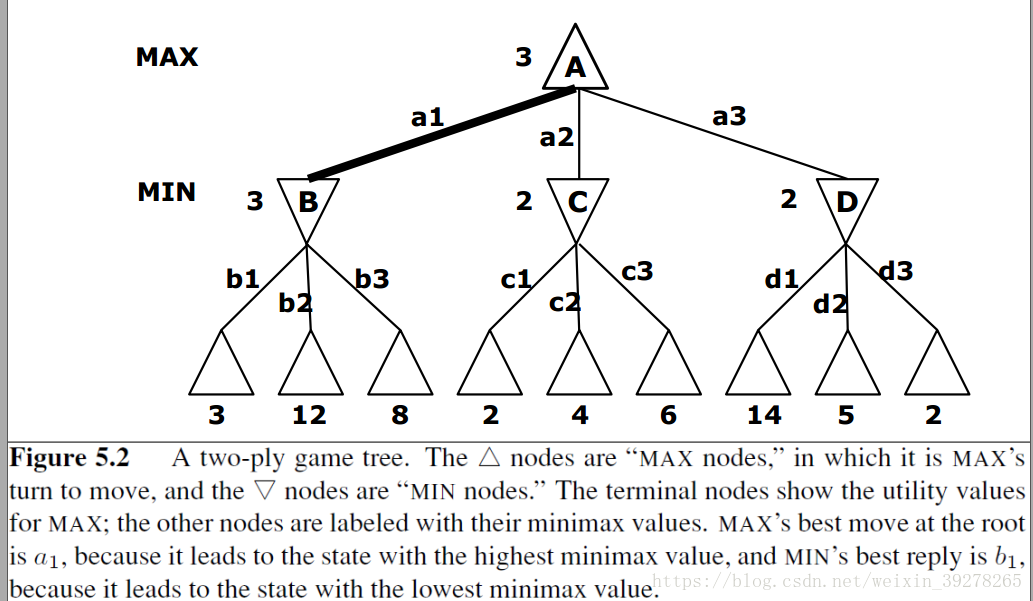 MAX 3 A
a1 a2 a3
MIN 3 B 2 C 2 D
b1 b2 b3 c1 c2 c3 d1 d2 d3
3 12 8 2 4 6 14 5 2
Figure 5.2 A two-ply game tree. The △ nodes are “MAX nodes,” in which it is MAX’s
turn to move, and the ▽ nodes are “MIN nodes.” The terminal nodes show the utility values
for MAX; the other nodes are labeled with their minimax values. MAX’s best move at the root
is a1, because it leads to the state with the highest minimax value, and MIN’s best reply is b1,
because it leads to the state with the lowest minimax value.
https://blog.csdn.net/weixin_39278265